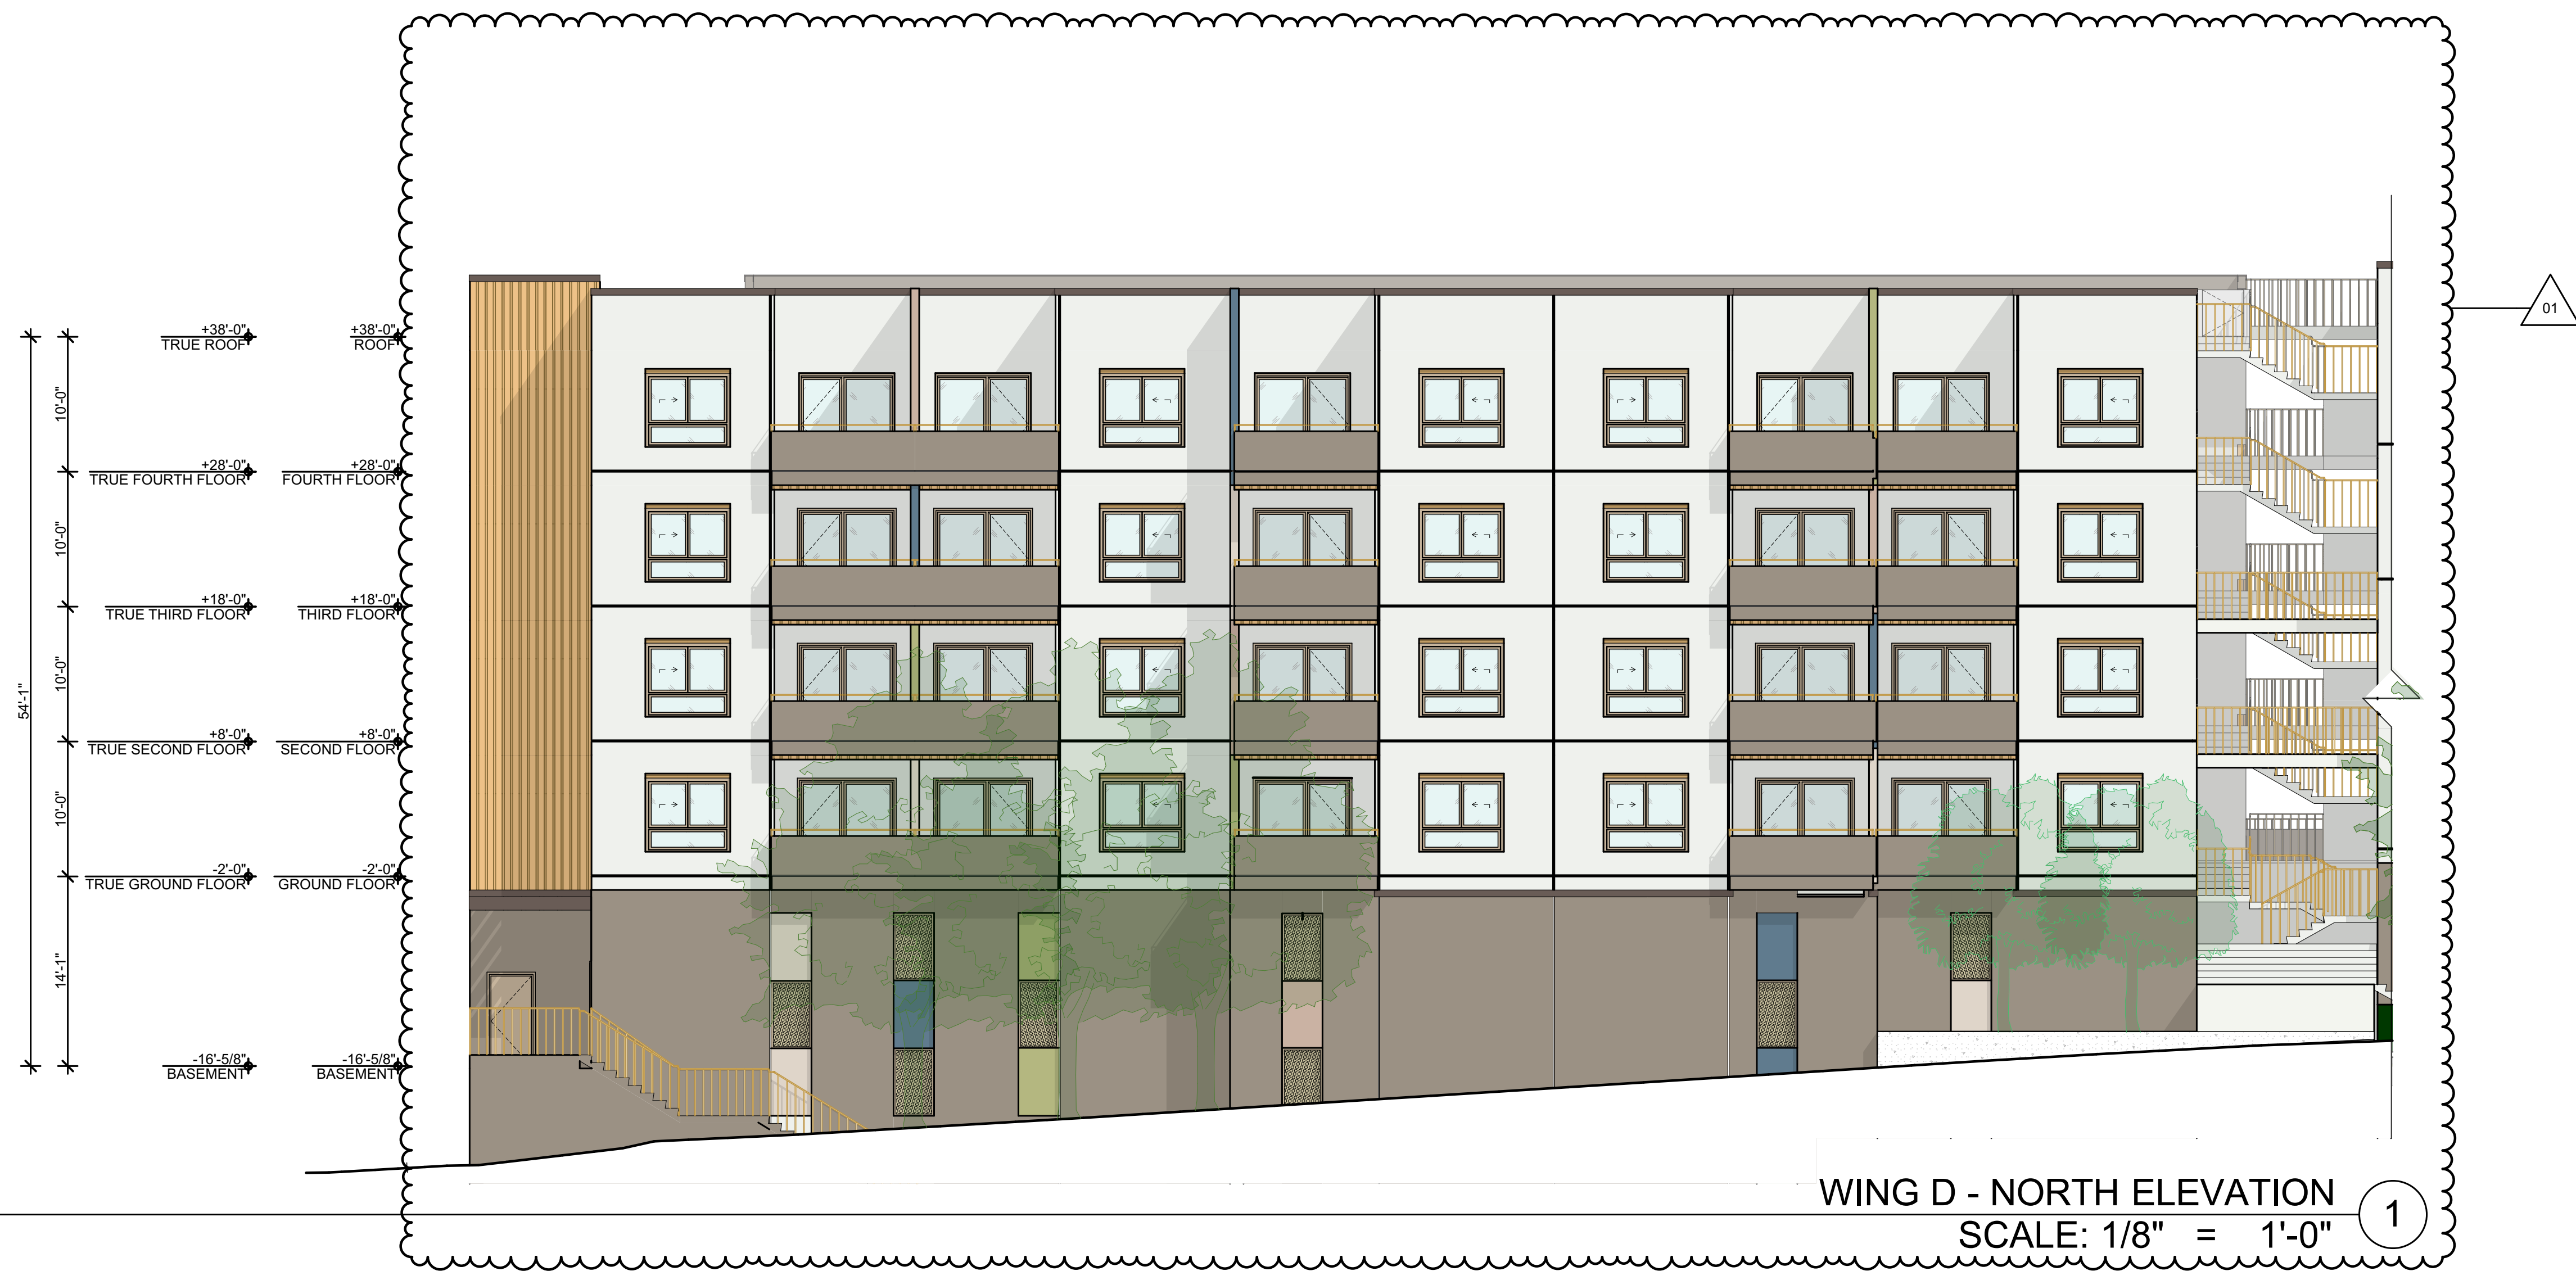 +38'-0" +38'-0"
TRUE ROOF ROOF
01
10'-0"
+28'-0" +28'-0"
TRUE FOURTH FLOOR FOURTH FLOOR
10'-0"
+18'-0" +18'-0"
TRUE THIRD FLOOR THIRD FLOOR
10'-0"
54'-1"
+8'-0" +8'-0"
TRUE SECOND FLOOR SECOND FLOOR
10'-0"
-2'-0" -2'-0"
TRUE GROUND FLOOR GROUND FLOOR
14'-1"
-16'-5/8" -16'-5/8"
BASEMENT BASEMENT
WING D - NORTH ELEVATION
1
SCALE: 1/8" = 1'-0"